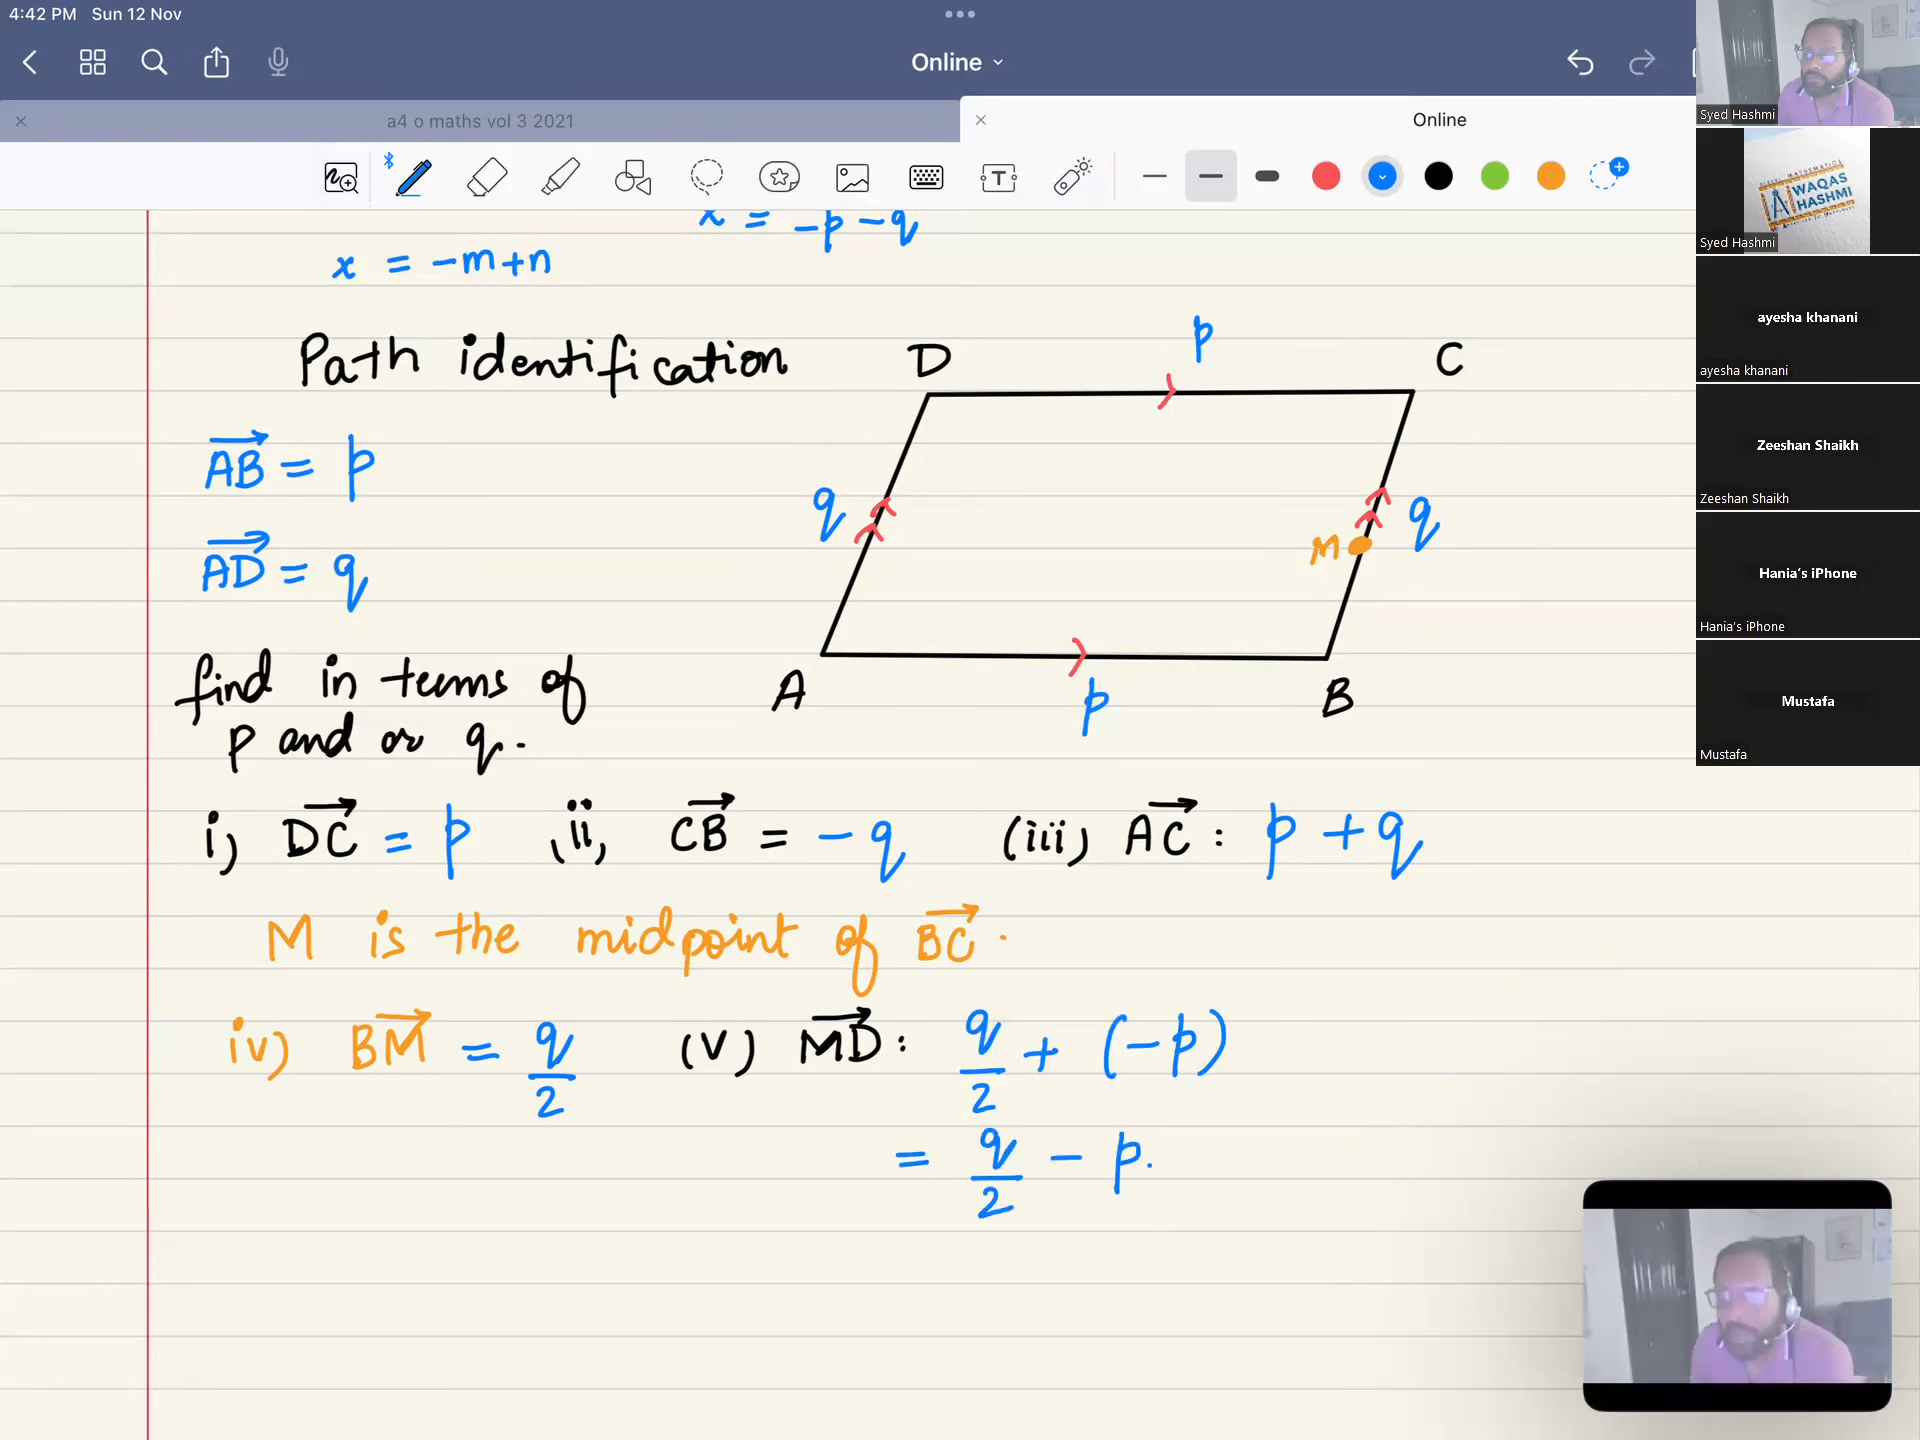 4:42 PM Sun 12 Nov
Online
a4 o maths vol 3 2021
Online
x = -p - q
x = -m+n
Path identification
D
p
C
AB = p
q
M
q
AD = q
A
p
B
find in terms of
p and or q.
i) DC = p (ii) CB = -q (iii) AC : p + q
M is the midpoint of BC.
iv) BM = q/2 (v) MD: q/2 + (-p)
= q/2 - p.
Syed Hashmi
WAQAS
HASHMI
Syed Hashmi
ayesha khanani
ayesha khanani
Zeeshan Shaikh
Zeeshan Shaikh
Hania's iPhone
Hania's iPhone
Mustafa
Mustafa